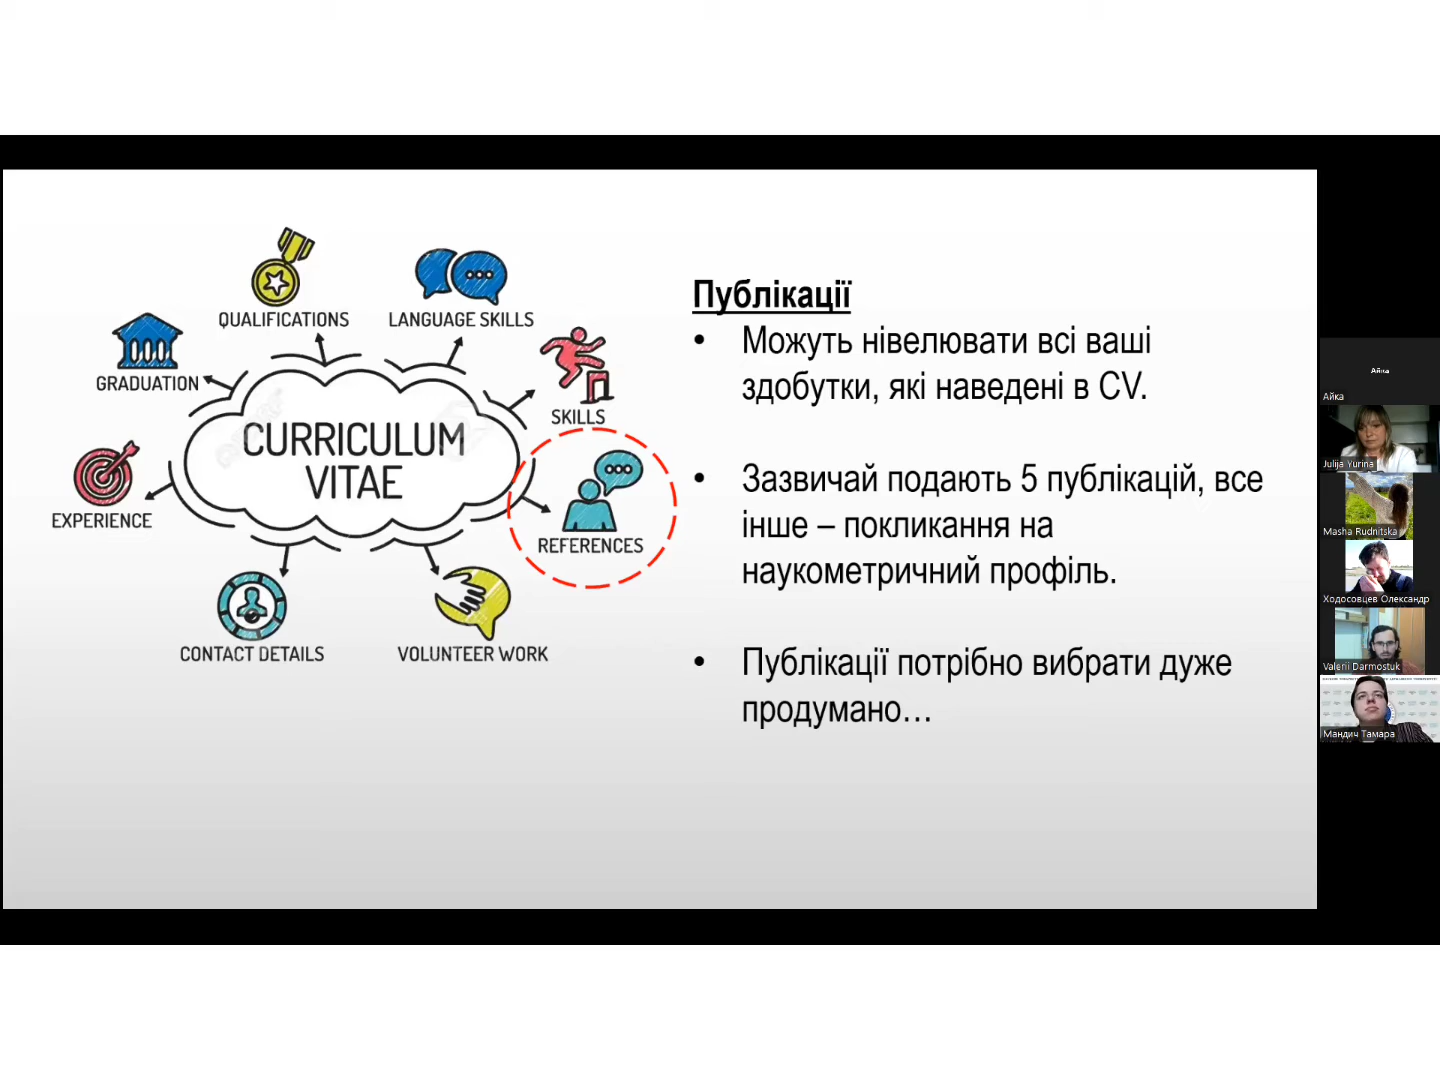 QUALIFICATIONS
LANGUAGE SKILLS
GRADUATION
SKILLS
CURRICULUM
VITAE
EXPERIENCE
REFERENCES
CONTACT DETAILS
VOLUNTEER WORK
Публікації
• Можуть нівелювати всі ваші
здобутки, які наведені в CV.
• Зазвичай подають 5 публікацій, все
інше – покликання на
наукометричний профіль.
• Публікації потрібно вибрати дуже
продумано…
Айка
Айка
Julija Yurina
Masha Rudnitska
Ходосовцев Олександр
Valerii Darmostuk
Мандич Тамара